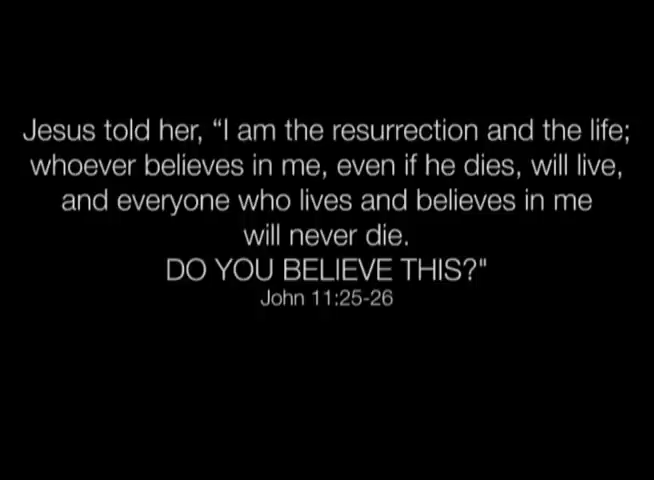 Jesus told her, “I am the resurrection and the life;
whoever believes in me, even if he dies, will live,
and everyone who lives and believes in me
will never die.
DO YOU BELIEVE THIS?"
John 11:25-26